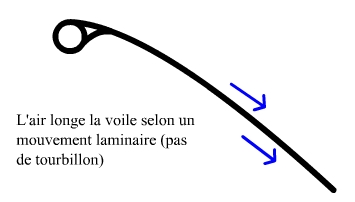 L'air longe la voile selon un
mouvement laminaire (pas
de tourbillon)